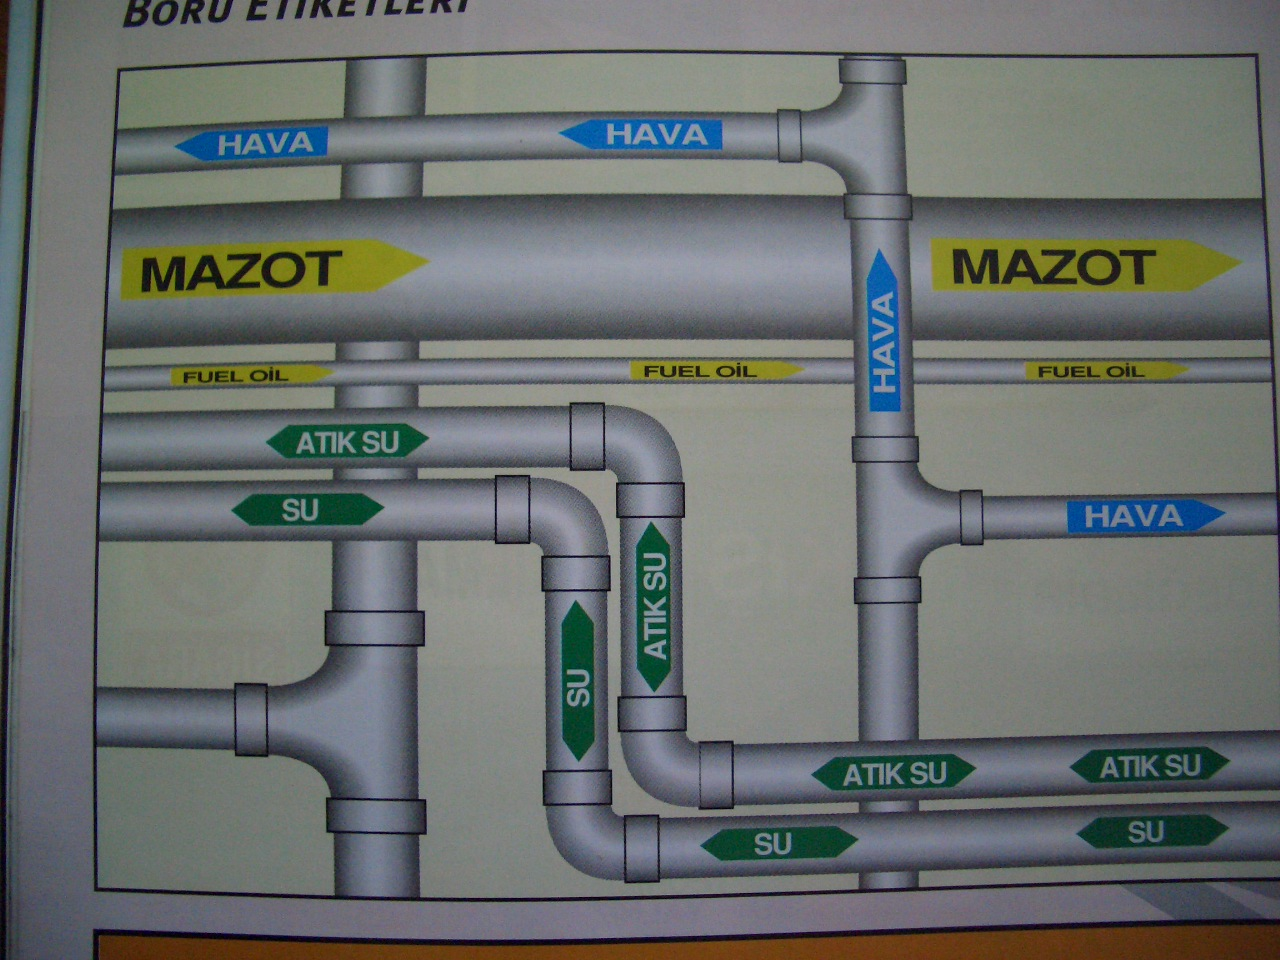 BORU ETİKETLERİ
HAVA
HAVA
MAZOT
MAZOT
HAVA
FUEL OİL
FUEL OİL
FUEL OİL
ATIK SU
SU
HAVA
ATIK SU
SU
ATIK SU
ATIK SU
SU
SU